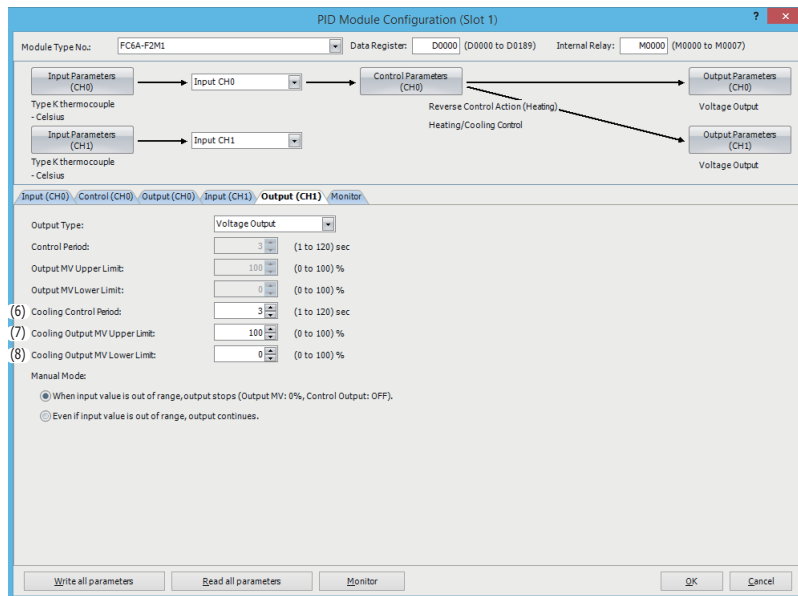 PID Module Configuration (Slot 1)
? ×
Module Type No.: FC6A-F2M1 Data Register: D0000 (D0000 to D0189) Internal Relay: M0000 (M0000 to M0007)
Input Parameters
(CH0)
Input CH0
Control Parameters
(CH0)
Output Parameters
(CH0)
Type K thermocouple
- Celsius
Reverse Control Action (Heating)
Heating/Cooling Control
Voltage Output
Input Parameters
(CH1)
Input CH1
Output Parameters
(CH1)
Type K thermocouple
- Celsius
Voltage Output
Input (CH0) Control (CH0) Output (CH0) Input (CH1) Output (CH1) Monitor
Output Type: Voltage Output
Control Period: 3 (1 to 120) sec
Output MV Upper Limit: 100 (0 to 100) %
Output MV Lower Limit: 0 (0 to 100) %
(6) Cooling Control Period: 3 (1 to 120) sec
(7) Cooling Output MV Upper Limit: 100 (0 to 100) %
(8) Cooling Output MV Lower Limit: 0 (0 to 100) %
Manual Mode:
When input value is out of range, output stops (Output MV: 0%, Control Output: OFF).
Even if input value is out of range, output continues.
Write all parameters Read all parameters Monitor OK Cancel